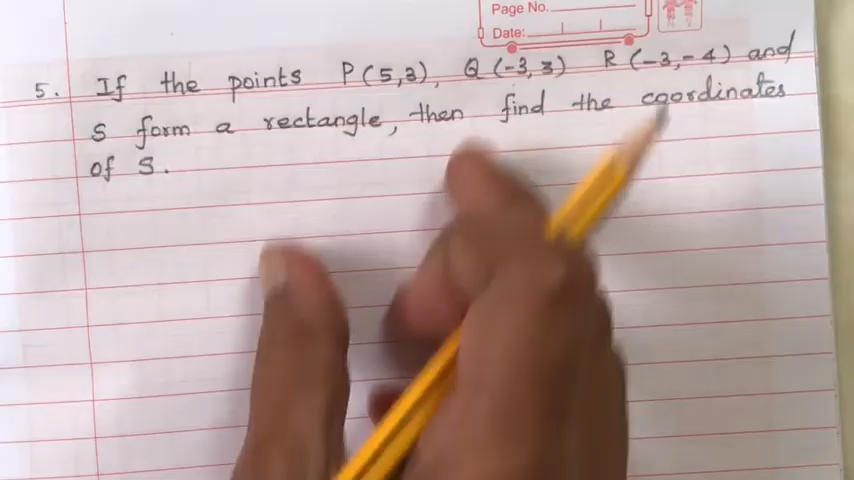 Page No.
Date:
5. If the points P(5,3), Q(-3,3) R(-3,-4) and
S form a rectangle, then find the coordinates
of S.